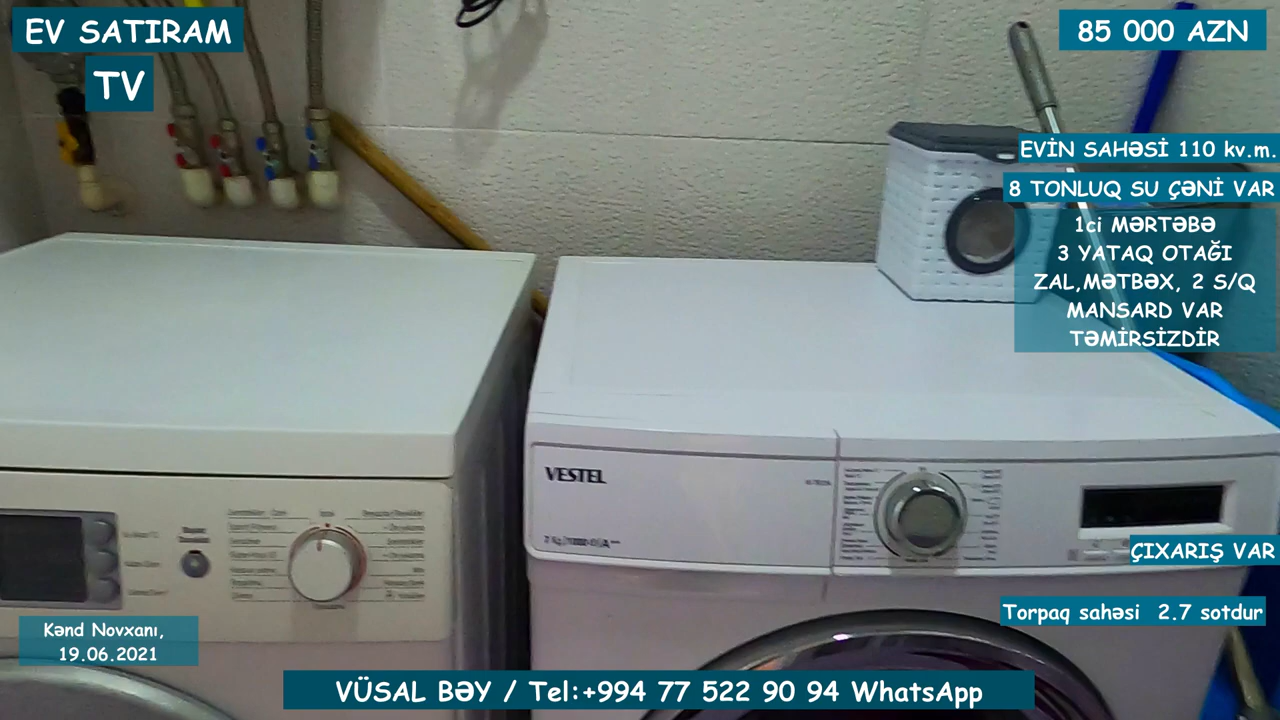 EV SATIRAM
TV
85 000 AZN
EVİN SAHƏSİ 110 kv.m.
8 TONLUQ SU ÇƏNİ VAR
1ci MƏRTƏBƏ
3 YATAQ OTAĞI
ZAL,MƏTBƏX, 2 S/Q
MANSARD VAR
TƏMİRSİZDİR
VESTEL
ÇIXARIŞ VAR
Torpaq sahəsi 2.7 sotdur
Kənd Novxanı,
19.06.2021
VÜSAL BƏY / Tel:+994 77 522 90 94 WhatsApp